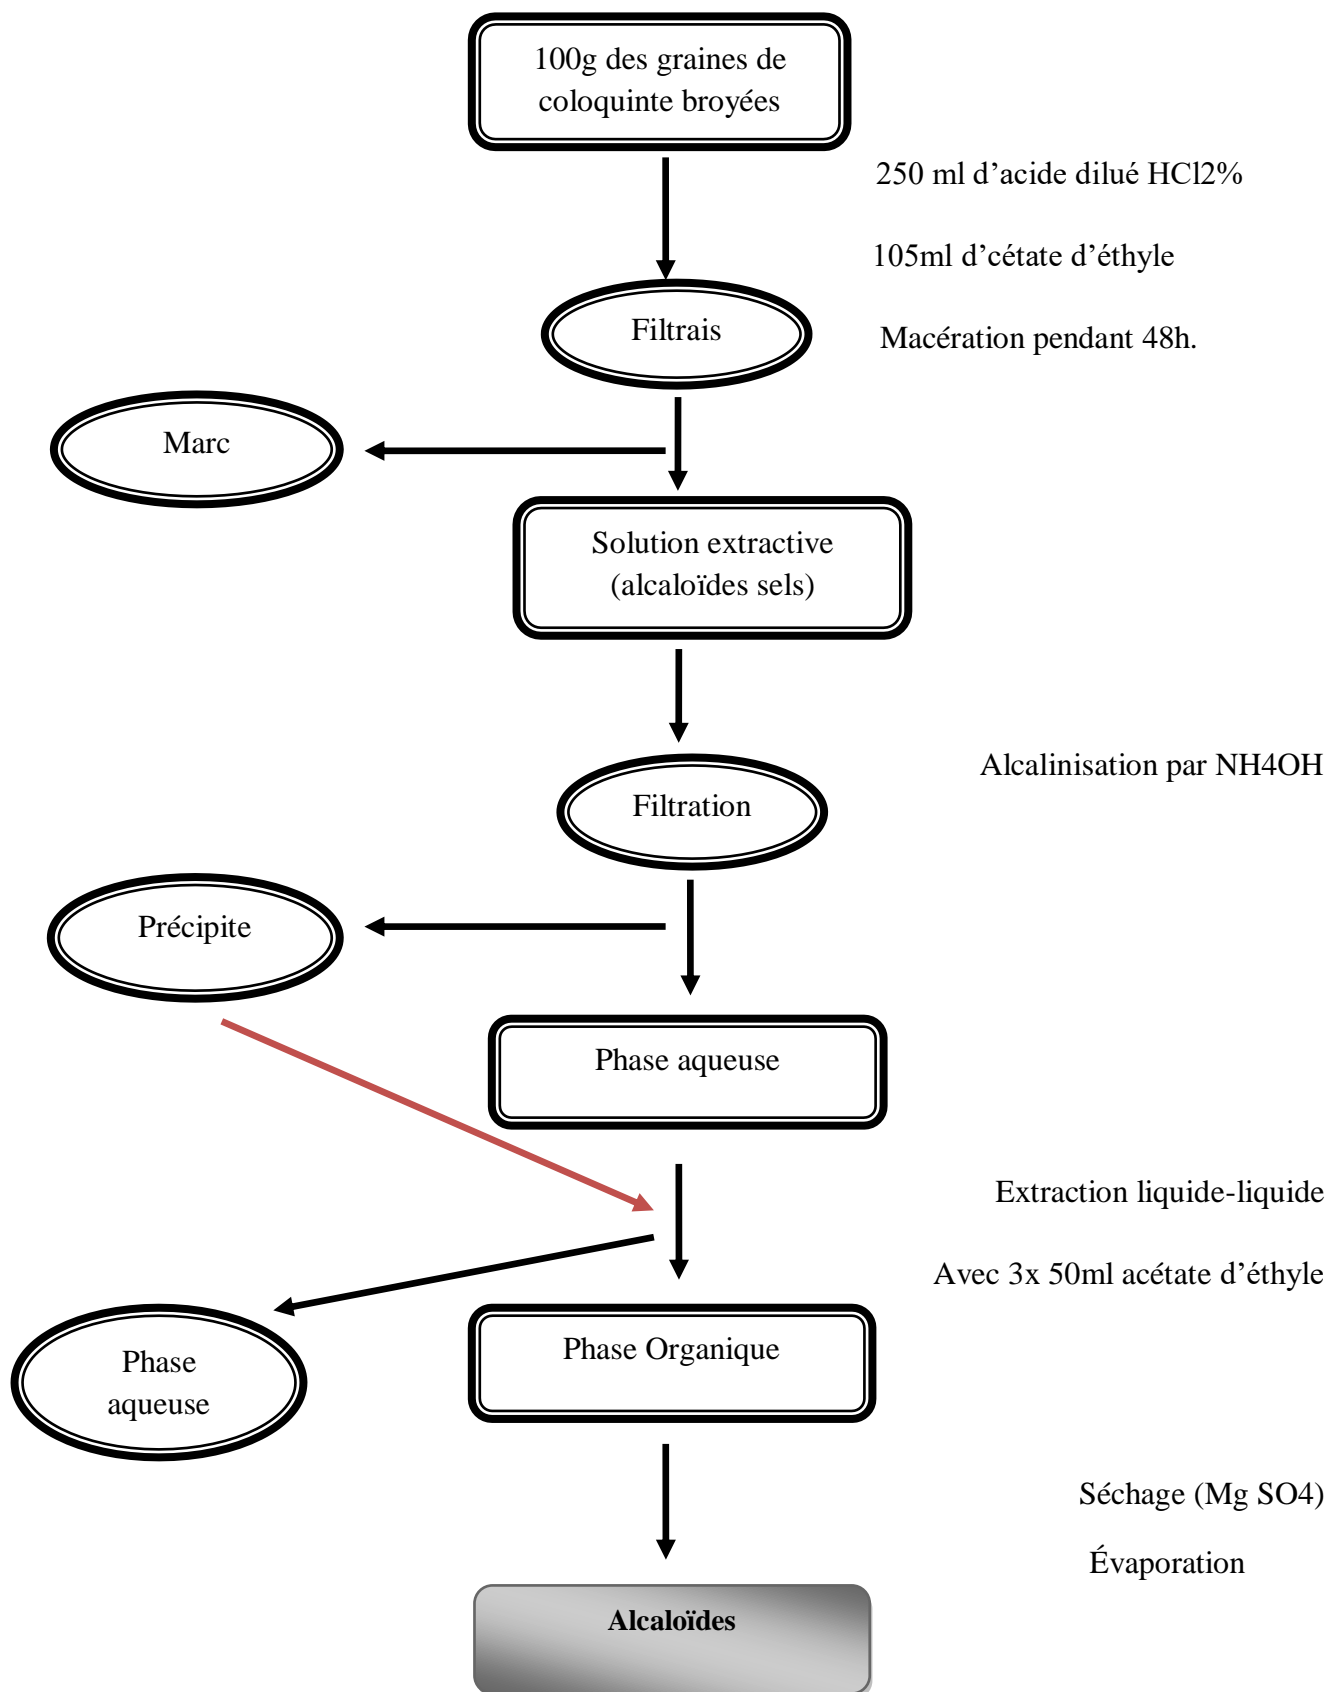 100g des graines de
coloquinte broyées
250 ml d’acide dilué HCl2%
105ml d’cétate d’éthyle
Filtrais
Macération pendant 48h.
Marc
Solution extractive
(alcaloïdes sels)
Alcalinisation par NH4OH
Filtration
Précipite
Phase aqueuse
Extraction liquide-liquide
Avec 3x 50ml acétate d’éthyle
Phase Organique
Phase
aqueuse
Séchage (Mg SO4)
Évaporation
Alcaloïdes